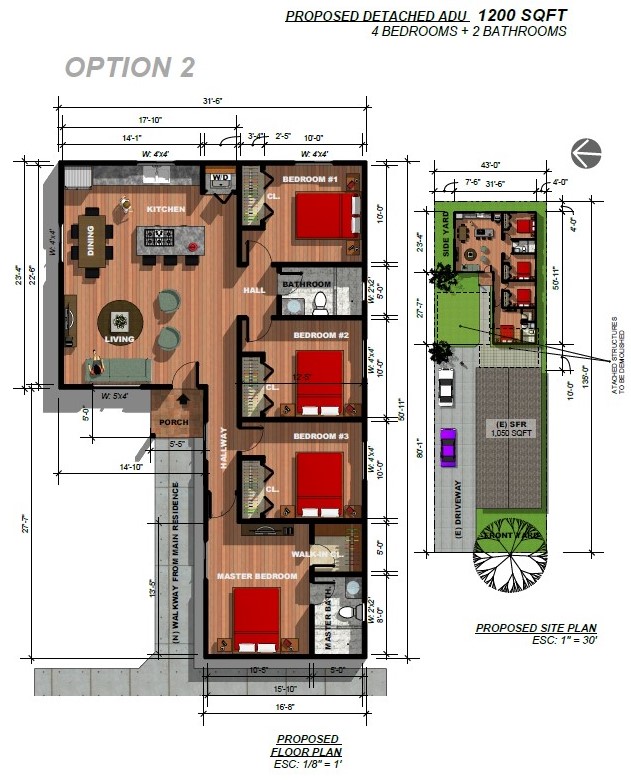 PROPOSED DETACHED ADU 1200 SQFT
4 BEDROOMS + 2 BATHROOMS
OPTION 2
31'-6"
17'-10"
14'-1"
3'-4"
2'-5"
10'-0"
W: 4'x4'
W: 4'x4'
W/D
BEDROOM #1
CL.
KITCHEN
DINING
W: 4'x4'
23'-4"
22'-6"
10'-0"
HALL
BATHROOM
W: 2'x2'
5'-0"
LIVING
BEDROOM #2
W: 4'x4'
10'-0"
12'-5"
CL.
W: 5'x4'
5'-0"
PORCH
5'-5"
14'-10"
50'-11"
HALLWAY
BEDROOM #3
W: 4'x4'
10'-0"
CL.
27'-7"
(N) WALKWAY FROM MAIN RESIDENCE
13'-5"
WALK-IN CL.
5'-0"
MASTER BEDROOM
MASTER BATH.
W: 2'x2'
8'-0"
10'-5"
5'-0"
15'-10"
16'-8"
PROPOSED
FLOOR PLAN
ESC: 1/8" = 1'
43'-0"
7'-6"
31'-6"
4'-0"
4'-0"
SIDE YARD
23'-4"
50'-11"
27'-7"
ATACHED STRUCTURES
TO BE DEMOLISHED
10'-0"
135'-0"
(E) SFR
1,050 SQFT
80'-1"
(E) DRIVEWAY
FRONT YARD
PROPOSED SITE PLAN
ESC: 1" = 30'